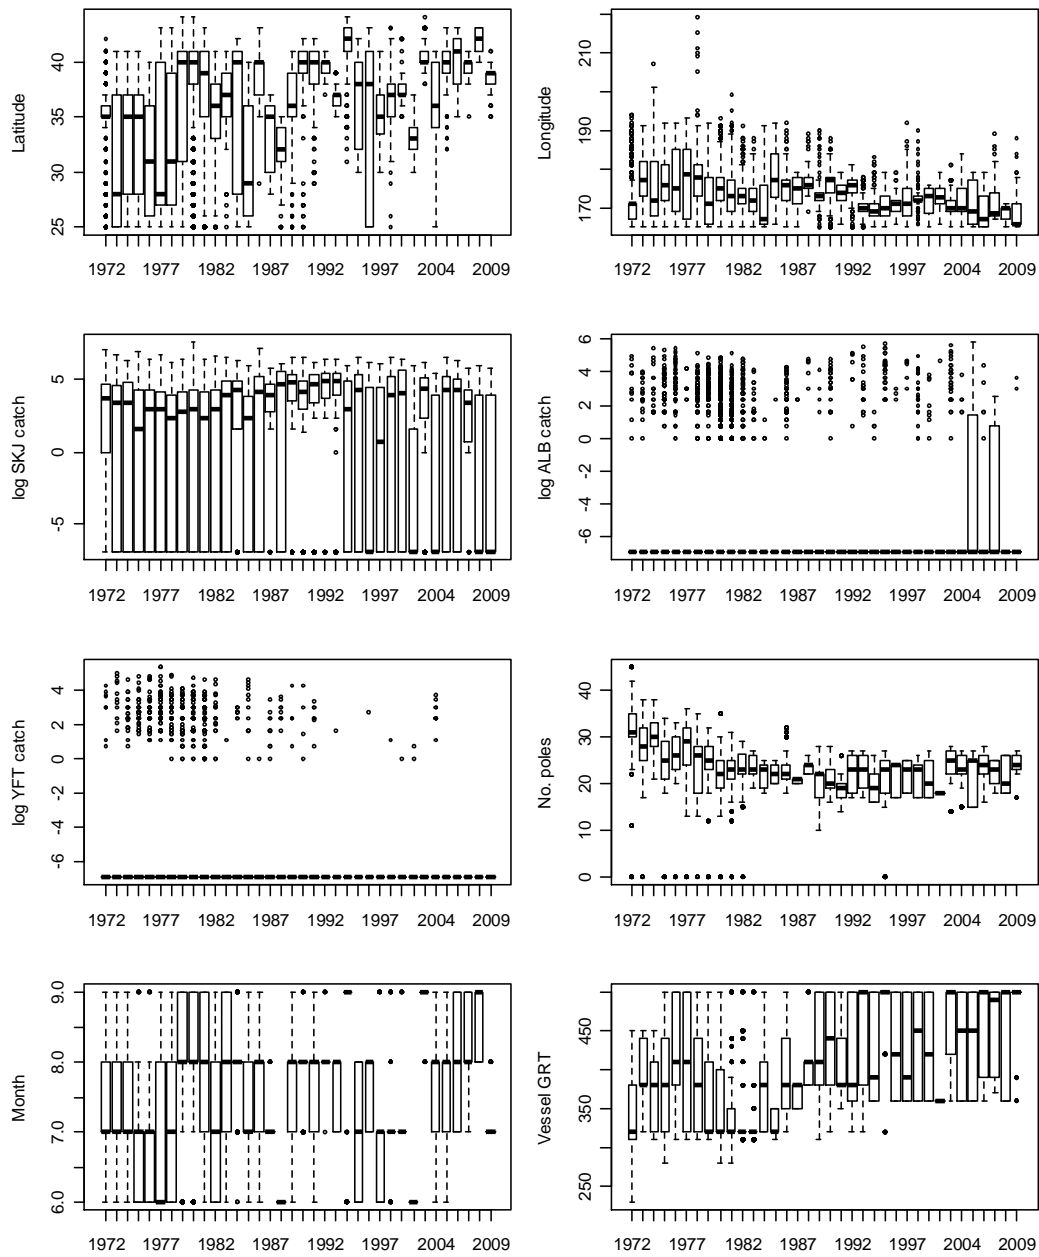 Latitude
25 30 35 40
1972 1977 1982 1987 1992 1997 2004 2009
Longitude
170 190 210
1972 1977 1982 1987 1992 1997 2004 2009
log SKJ catch
-5 0 5
1972 1977 1982 1987 1992 1997 2004 2009
log ALB catch
-6 -4 -2 0 2 4 6
1972 1977 1982 1987 1992 1997 2004 2009
log YFT catch
-6 -4 -2 0 2 4
1972 1977 1982 1987 1992 1997 2004 2009
No. poles
0 10 20 30 40
1972 1977 1982 1987 1992 1997 2004 2009
Month
6.0 7.0 8.0 9.0
1972 1977 1982 1987 1992 1997 2004 2009
Vessel GRT
250 350 450
1972 1977 1982 1987 1992 1997 2004 2009